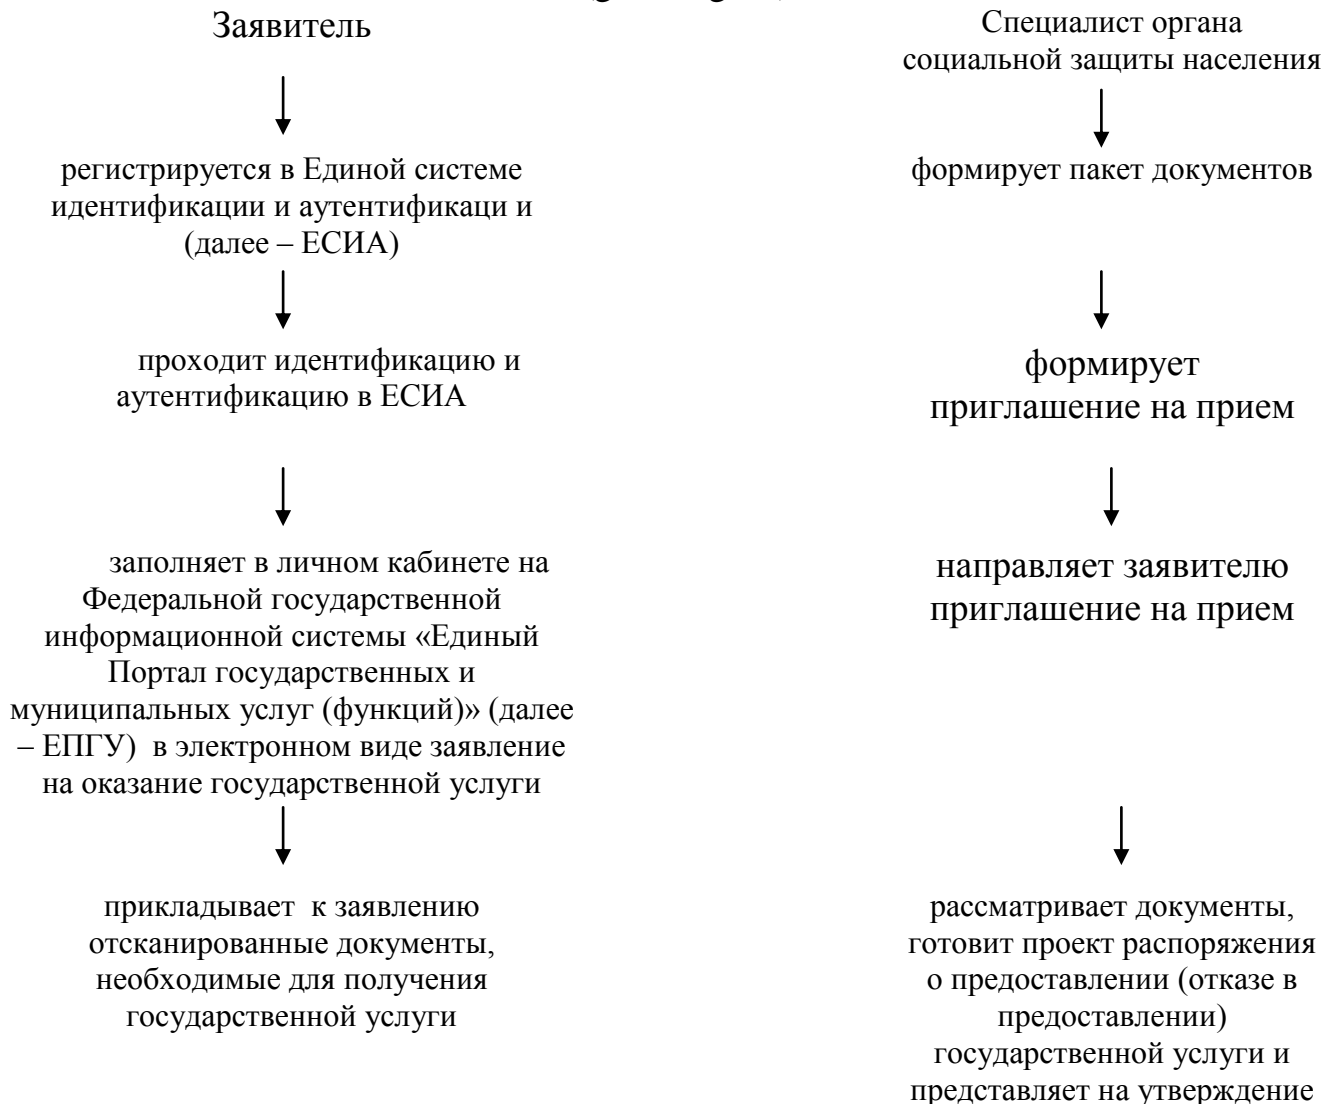 Заявитель
регистрируется в Единой системе
идентификации и аутентификаци и
(далее – ЕСИА)
проходит идентификацию и
аутентификацию в ЕСИА
заполняет в личном кабинете на
Федеральной государственной
информационной системы «Единый
Портал государственных и
муниципальных услуг (функций)» (далее
– ЕПГУ) в электронном виде заявление
на оказание государственной услуги
прикладывает к заявлению
отсканированные документы,
необходимые для получения
государственной услуги
Специалист органа
социальной защиты населения
формирует пакет документов
формирует
приглашение на прием
направляет заявителю
приглашение на прием
рассматривает документы,
готовит проект распоряжения
о предоставлении (отказе в
предоставлении)
государственной услуги и
представляет на утверждение